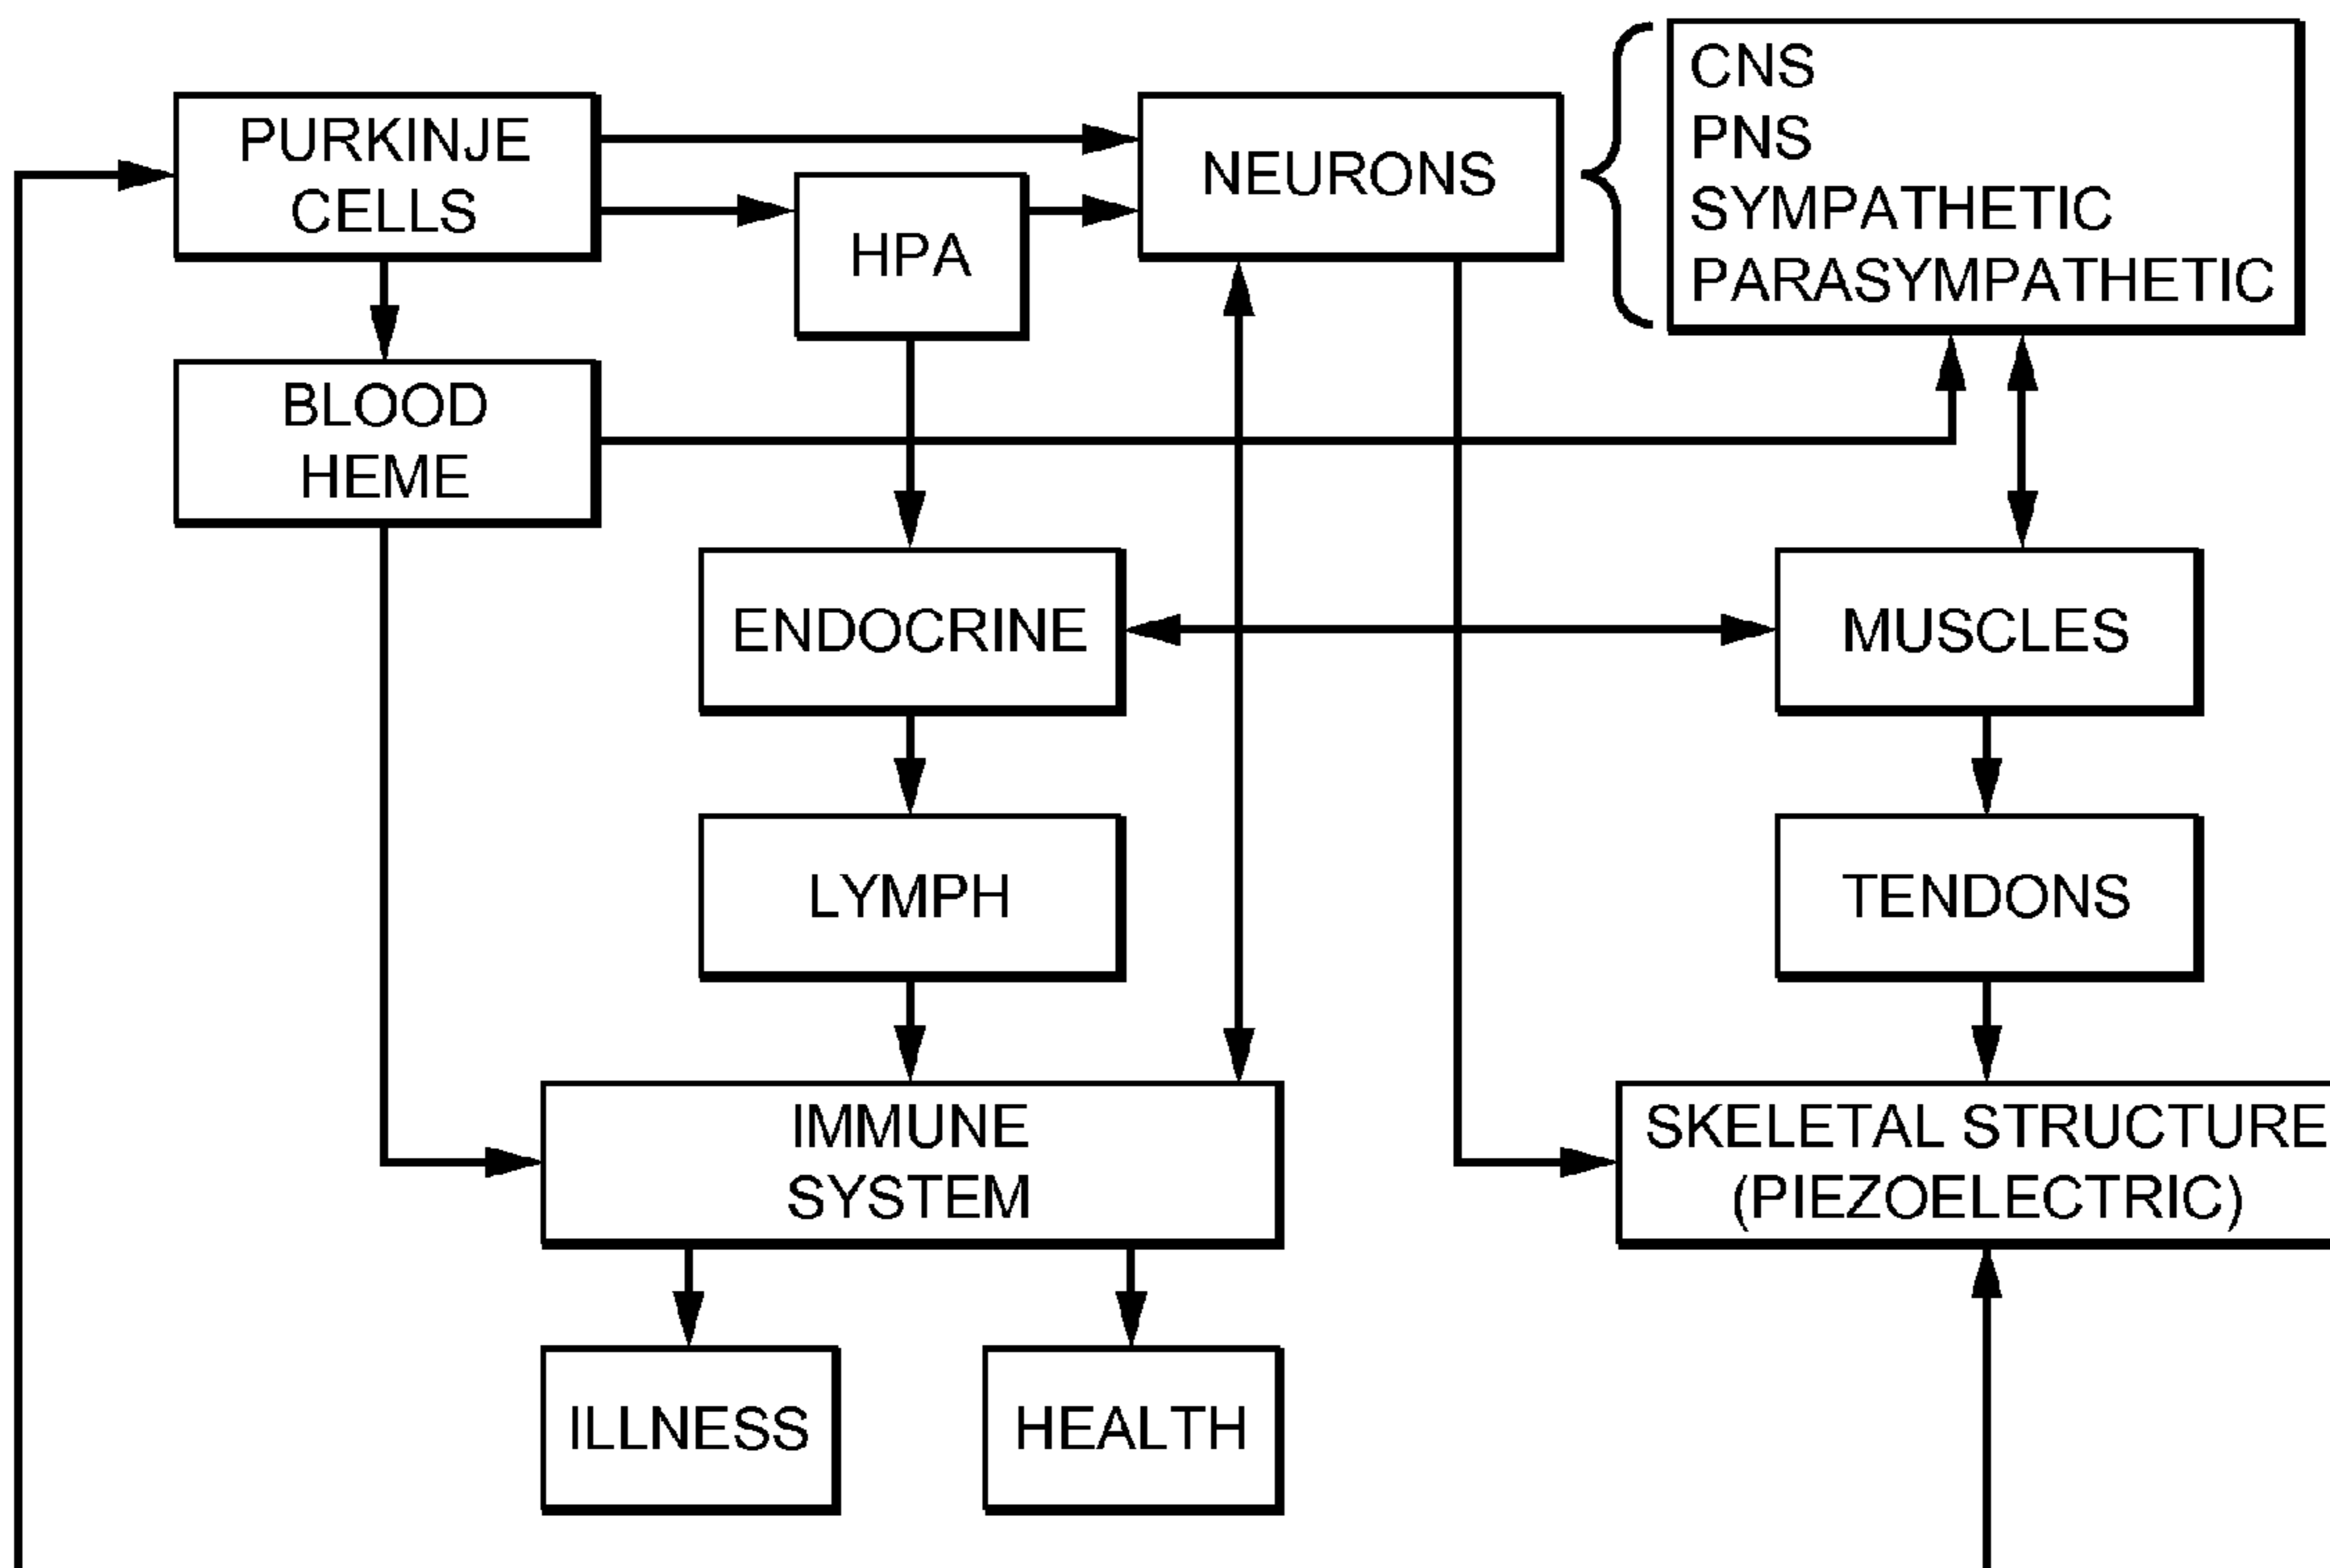 PURKINJE
CELLS
HPA
NEURONS
CNS
PNS
SYMPATHETIC
PARASYMPATHETIC
BLOOD
HEME
ENDOCRINE
MUSCLES
LYMPH
TENDONS
IMMUNE
SYSTEM
SKELETAL STRUCTURE
(PIEZOELECTRIC)
ILLNESS
HEALTH